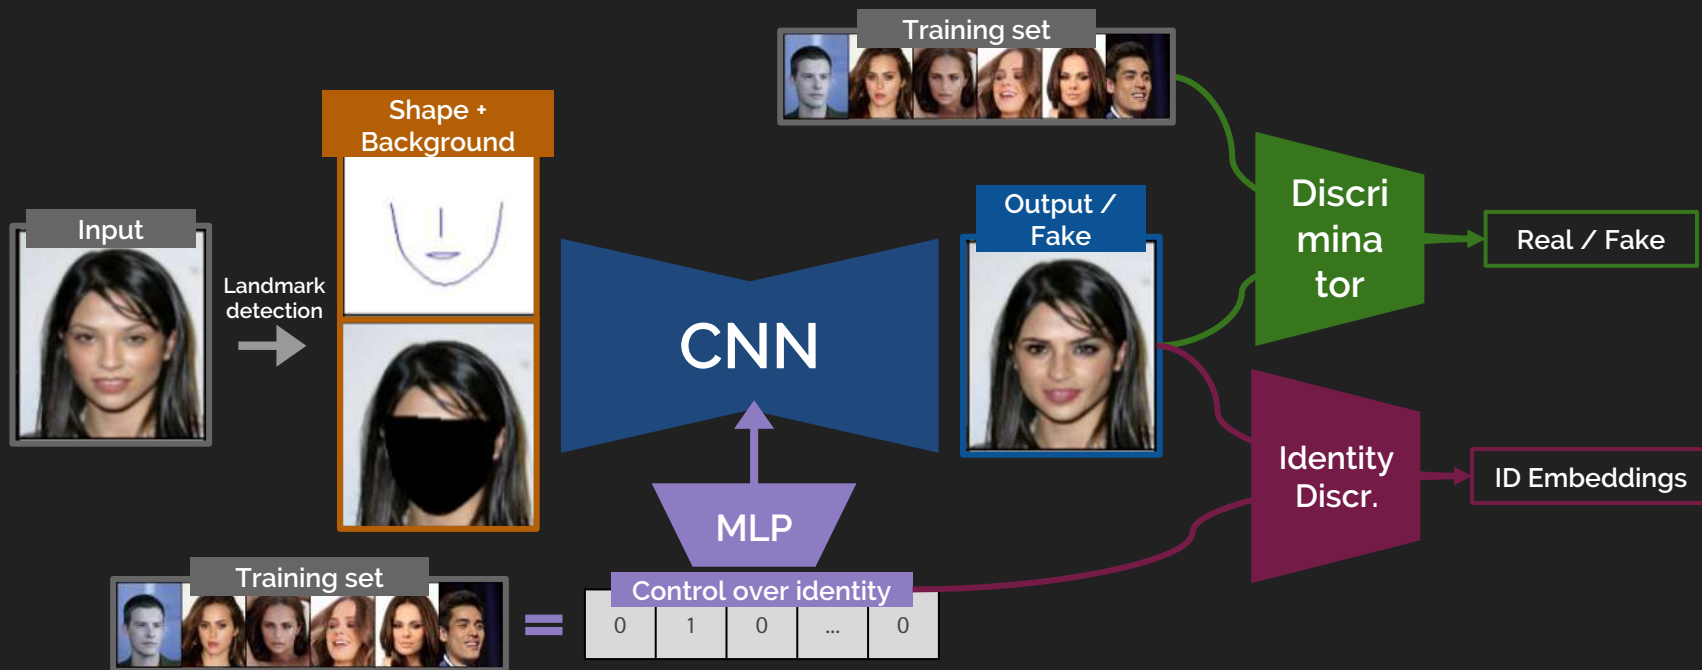 Training set
Shape +
Background
Input
Landmark
detection
CNN
Output /
Fake
Discri
mina
tor
Real / Fake
Identity
Discr.
ID Embeddings
MLP
Training set
=
Control over identity
0 1 0 ... 0